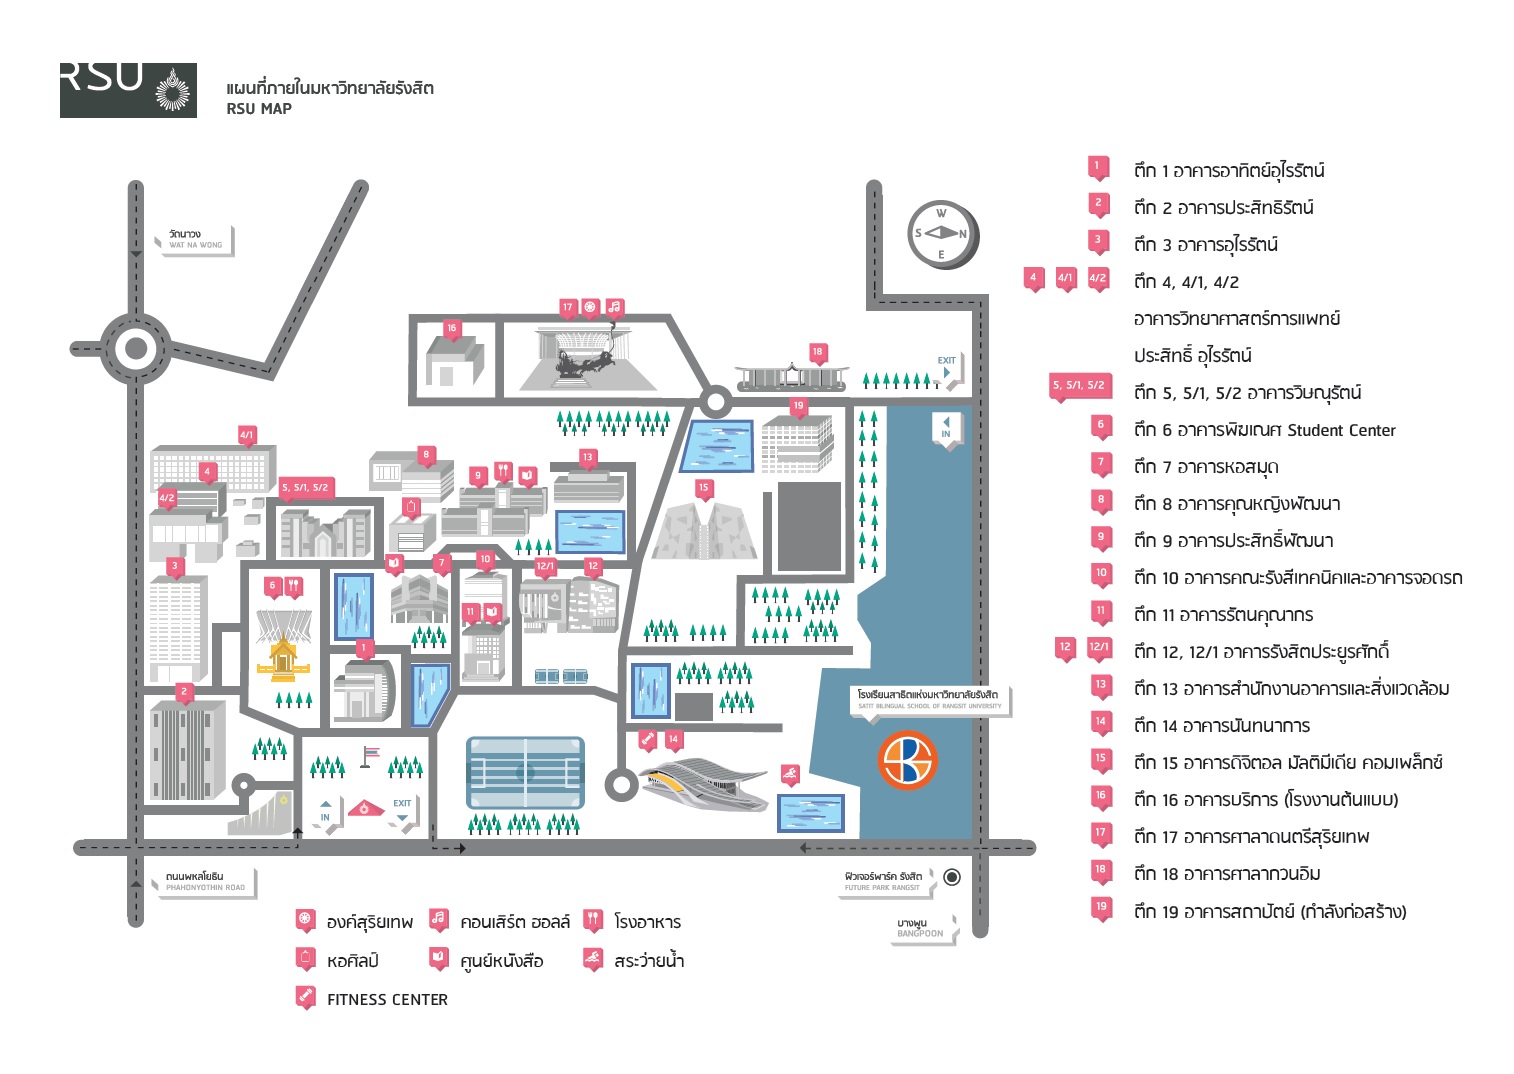 RSU
แผนที่ภายในมหาวิทยาลัยรังสิต
RSU MAP
วัดนาวง
WAT NA WONG
W
S
N
E
17
16
18
EXIT
19
IN
4/1
4
4/2
5, 5/1, 5/2
8
9
13
15
3
6
7
10
11
12/1
12
1
2
14
โรงเรียนสาธิตแห่งมหาวิทยาลัยรังสิต
SATIT BILINGUAL SCHOOL OF RANGSIT UNIVERSITY
IN
EXIT
ถนนพหลโยธิน
PHAHONYOTHIN ROAD
ฟิวเจอร์พาร์ค รังสิต
FUTURE PARK RANGSIT
บางพูน
BANGPOON
1 ตึก 1 อาคารอาทิตย์อุไรรัตน์
2 ตึก 2 อาคารประสิทธิรัตน์
3 ตึก 3 อาคารอุไรรัตน์
4 4/1 4/2 ตึก 4, 4/1, 4/2
อาคารวิทยาศาสตร์การแพทย์
ประสิทธิ์ อุไรรัตน์
5, 5/1, 5/2 ตึก 5, 5/1, 5/2 อาคารวิษณุรัตน์
6 ตึก 6 อาคารพิฆเณศ Student Center
7 ตึก 7 อาคารหอสมุด
8 ตึก 8 อาคารคุณหญิงพัฒนา
9 ตึก 9 อาคารประสิทธิ์พัฒนา
10 ตึก 10 อาคารคณะรังสีเทคนิคและอาคารจอดรถ
11 ตึก 11 อาคารรัตนคุณากร
12 12/1 ตึก 12, 12/1 อาคารรังสิตประยูรศักดิ์
13 ตึก 13 อาคารสำนักงานอาคารและสิ่งแวดล้อม
14 ตึก 14 อาคารนันทนาการ
15 ตึก 15 อาคารดิจิตอล มัลติมีเดีย คอมเพล็กซ์
16 ตึก 16 อาคารบริการ (โรงงานต้นแบบ)
17 ตึก 17 อาคารศาลาดนตรีสุริยเทพ
18 ตึก 18 อาคารศาลากวนอิม
19 ตึก 19 อาคารสถาปัตย์ (กำลังก่อสร้าง)
องค์สุริยเทพ คอนเสิร์ต ฮอลล์ โรงอาหาร
หอศิลป์ ศูนย์หนังสือ สระว่ายน้ำ
FITNESS CENTER